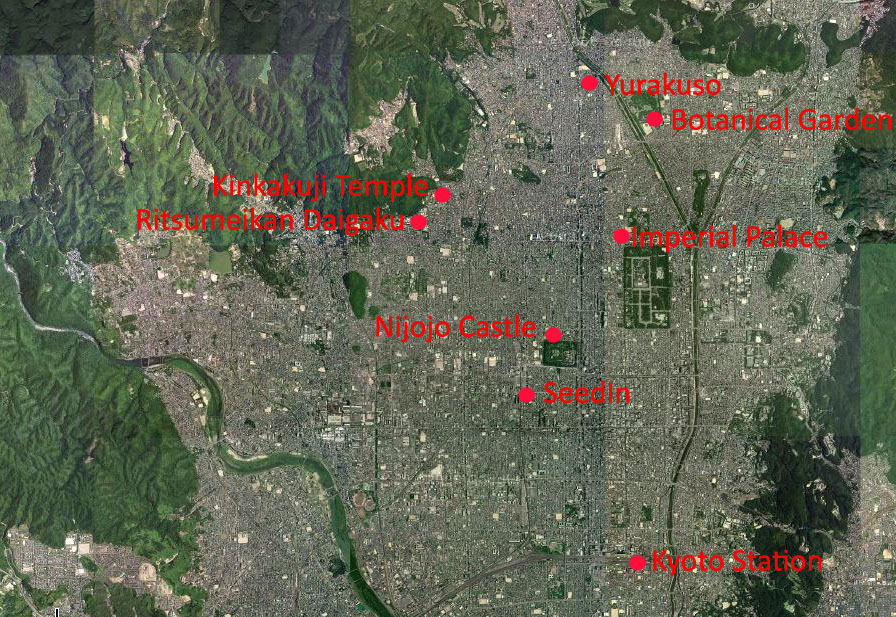 Yurakuso
Botanical Garden
Kinkakuji Temple
Ritsumeikan Daigaku
Imperial Palace
Nijojo Castle
SeedIn
Kyoto Station